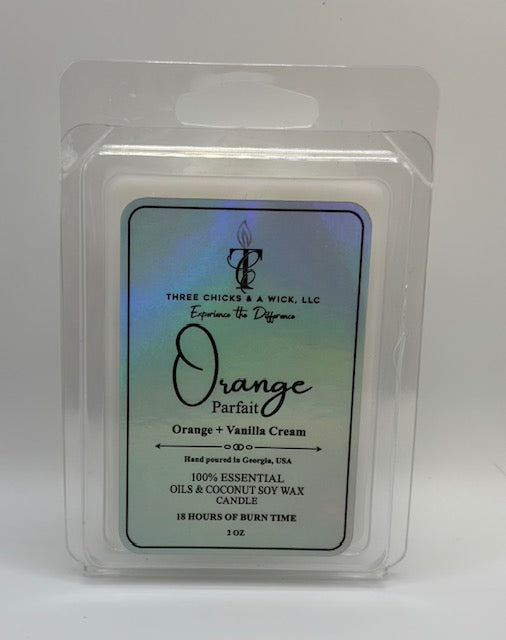 TC
THREE CHICKS & A WICK, LLC
Experience the Difference
Orange
Parfait
Orange + Vanilla Cream
Hand poured in Georgia, USA
100% ESSENTIAL
OILS & COCONUT SOY WAX
CANDLE
18 HOURS OF BURN TIME
2 OZ